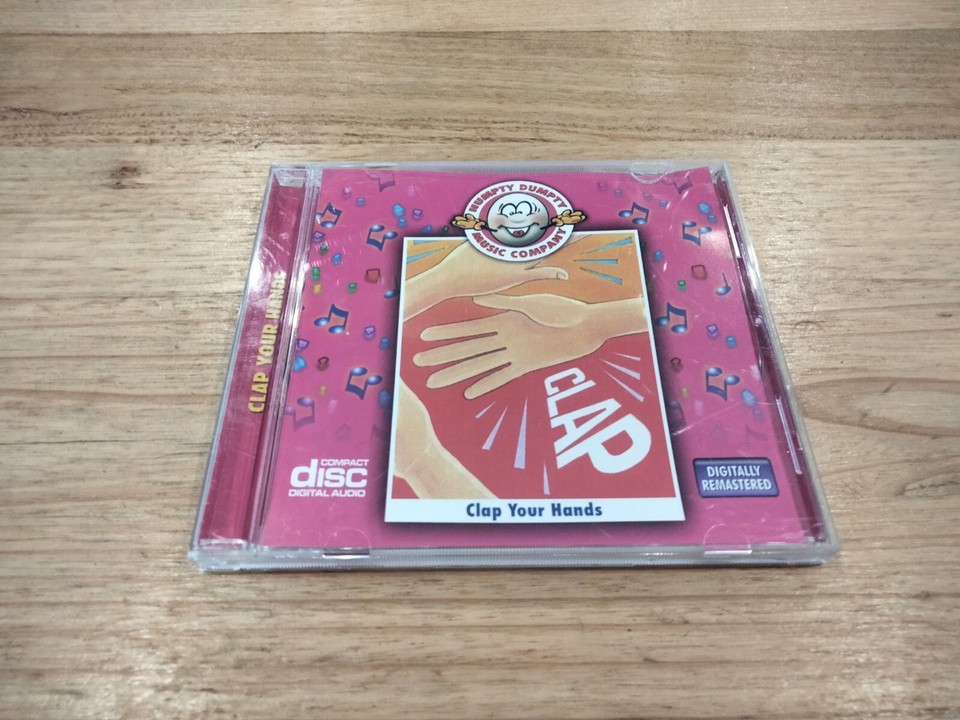 CLAP YOUR HANDS
HUMPTY DUMPTY
MUSIC COMPANY
CLAP
Clap Your Hands
COMPACT
disc
DIGITAL AUDIO
DIGITALLY
REMASTERED